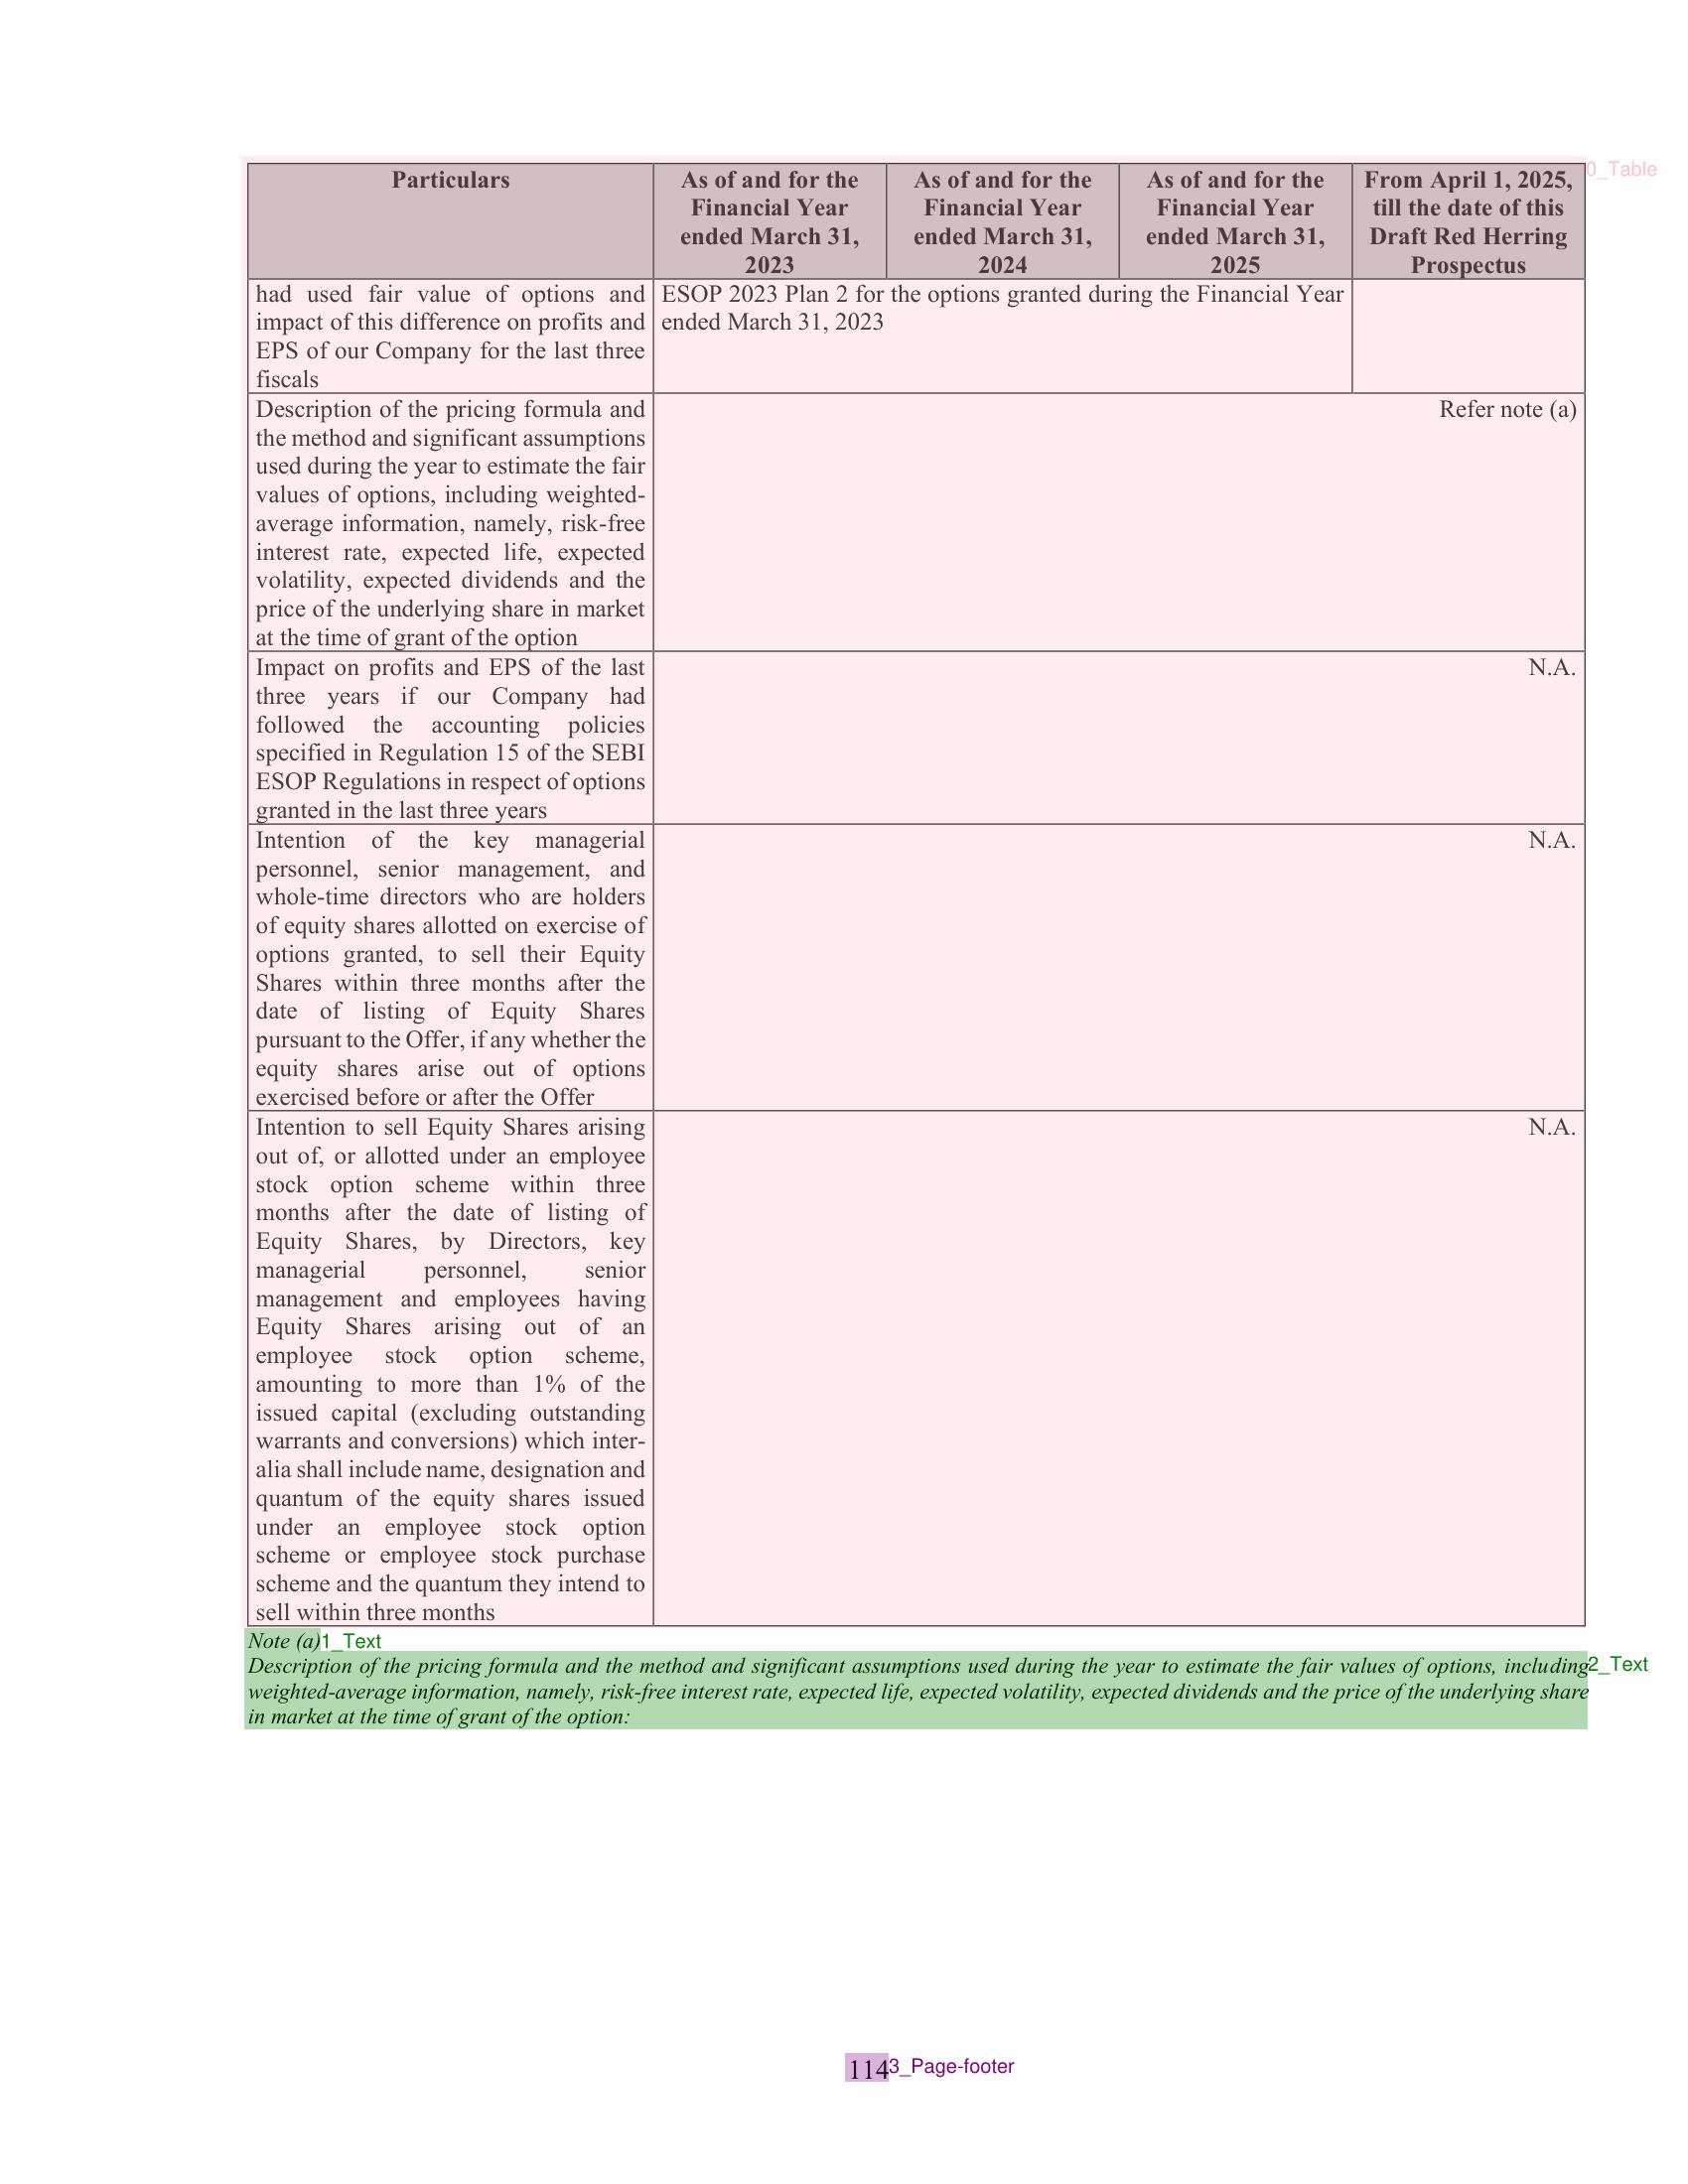 Particulars
As of and for the
Financial Year
ended March 31,
2023
As of and for the
Financial Year
ended March 31,
2024
As of and for the
Financial Year
ended March 31,
2025
From April 1, 2025,
till the date of this
Draft Red Herring
Prospectus
0_Table
had used fair value of options and
impact of this difference on profits and
EPS of our Company for the last three
fiscals
ESOP 2023 Plan 2 for the options granted during the Financial Year
ended March 31, 2023
Description of the pricing formula and
the method and significant assumptions
used during the year to estimate the fair
values of options, including weighted-
average information, namely, risk-free
interest rate, expected life, expected
volatility, expected dividends and the
price of the underlying share in market
at the time of grant of the option
Refer note (a)
Impact on profits and EPS of the last
three years if our Company had
followed the accounting policies
specified in Regulation 15 of the SEBI
ESOP Regulations in respect of options
granted in the last three years
N.A.
Intention of the key managerial
personnel, senior management, and
whole-time directors who are holders
of equity shares allotted on exercise of
options granted, to sell their Equity
Shares within three months after the
date of listing of Equity Shares
pursuant to the Offer, if any whether the
equity shares arise out of options
exercised before or after the Offer
N.A.
Intention to sell Equity Shares arising
out of, or allotted under an employee
stock option scheme within three
months after the date of listing of
Equity Shares, by Directors, key
managerial personnel, senior
management and employees having
Equity Shares arising out of an
employee stock option scheme,
amounting to more than 1% of the
issued capital (excluding outstanding
warrants and conversions) which inter-
alia shall include name, designation and
quantum of the equity shares issued
under an employee stock option
scheme or employee stock purchase
scheme and the quantum they intend to
sell within three months
N.A.
Note (a) 1_Text
Description of the pricing formula and the method and significant assumptions used during the year to estimate the fair values of options, including 2_Text
weighted-average information, namely, risk-free interest rate, expected life, expected volatility, expected dividends and the price of the underlying share
in market at the time of grant of the option:
114 3_Page-footer